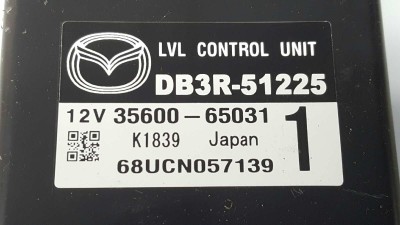 LVL CONTROL UNIT
DB3R-51225
12V 35600-65031
K1839 Japan 1
68UCN057139